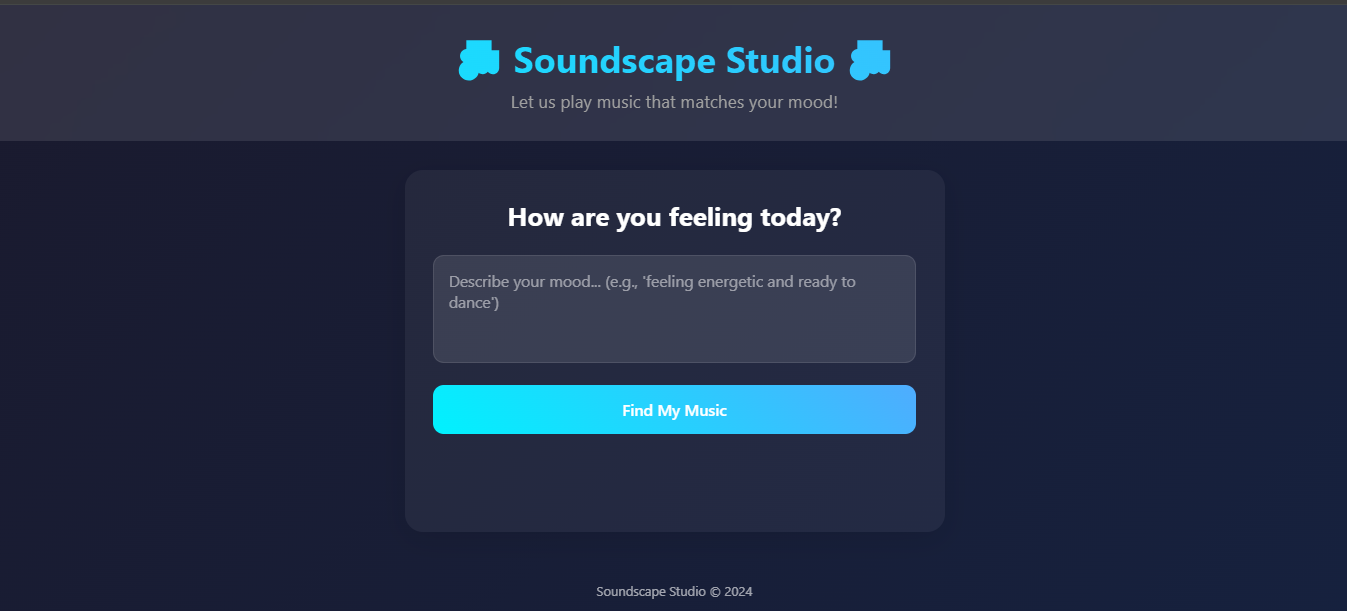 Soundscape Studio
Let us play music that matches your mood!
How are you feeling today?
Describe your mood... (e.g., 'feeling energetic and ready to
dance')
Find My Music
Soundscape Studio © 2024